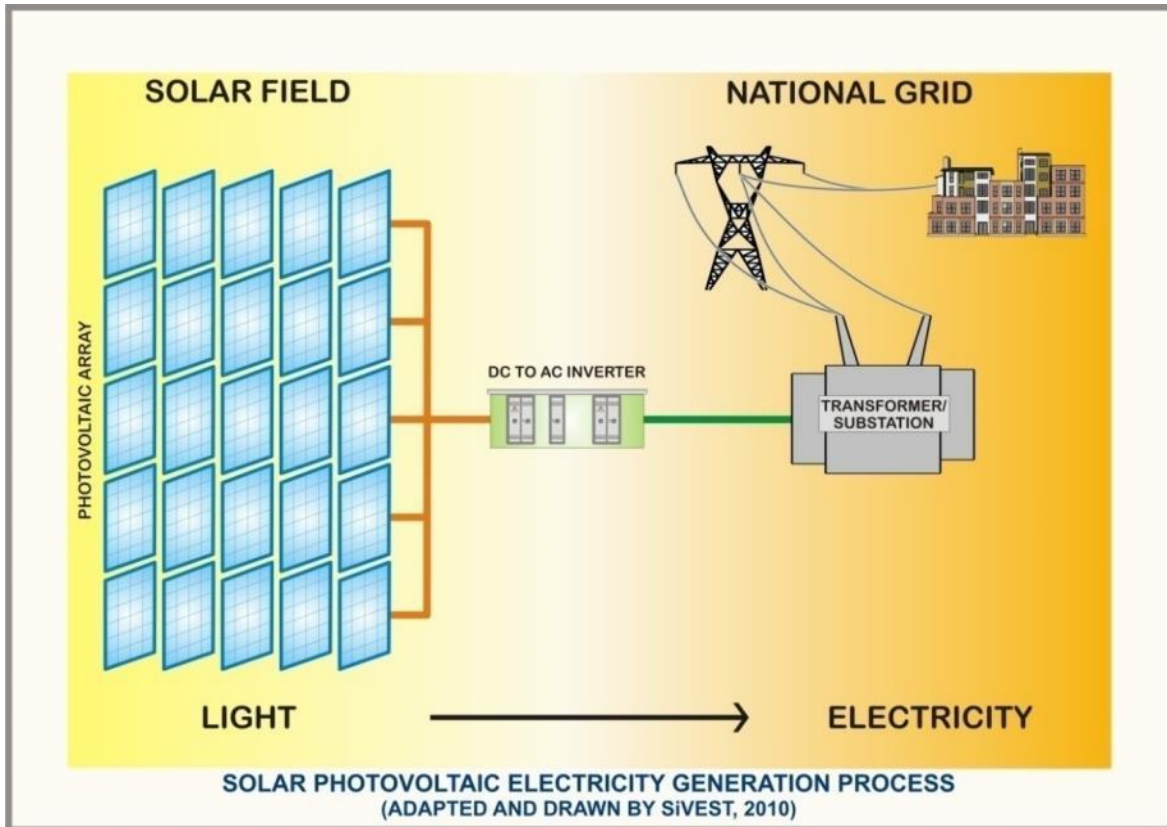 SOLAR FIELD
NATIONAL GRID
PHOTOVOLTAIC ARRAY
DC TO AC INVERTER
TRANSFORMER/
SUBSTATION
LIGHT
ELECTRICITY
SOLAR PHOTOVOLTAIC ELECTRICITY GENERATION PROCESS
(ADAPTED AND DRAWN BY SiVEST, 2010)